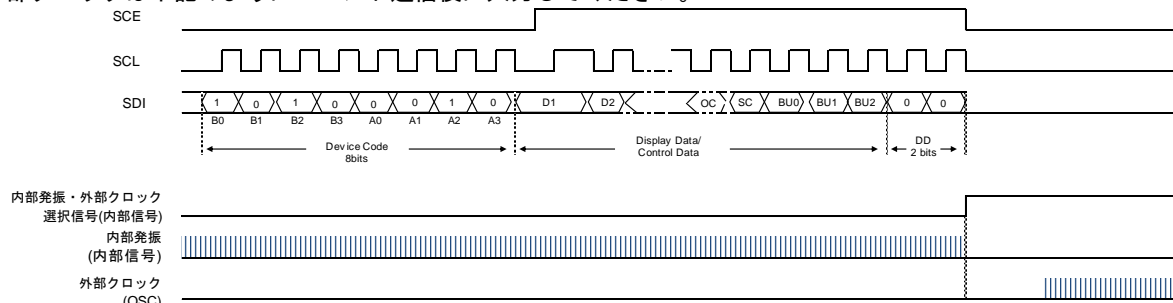 SCE
SCL
SDI
1 0 1 0 0 0 1 0 D1 D2 OC SC BU0 BU1 BU2 0 0
B0 B1 B2 B3 A0 A1 A2 A3
Device Code
8bits
Display Data/
Control Data
DD
2 bits
内部発振・外部クロック
選択信号(内部信号)
内部発振
(内部信号)
外部クロック
(OSC)